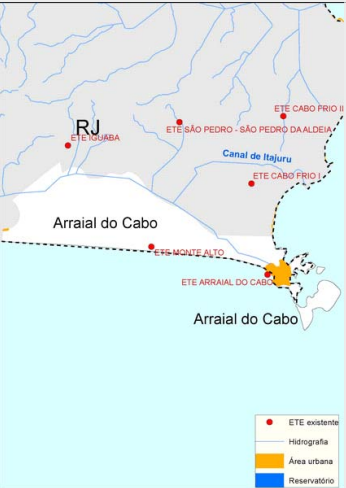 ETE CABO FRIO II
RJ
ETE SÃO PEDRO - SÃO PEDRO DA ALDEIA
ETE IGUABA
Canal de Itajuru
ETE CABO FRIO I
Arraial do Cabo
ETE MONTE ALTO
ETE ARRAIAL DO CABO
Arraial do Cabo
ETE existente
Hidrografia
Área urbana
Reservatório